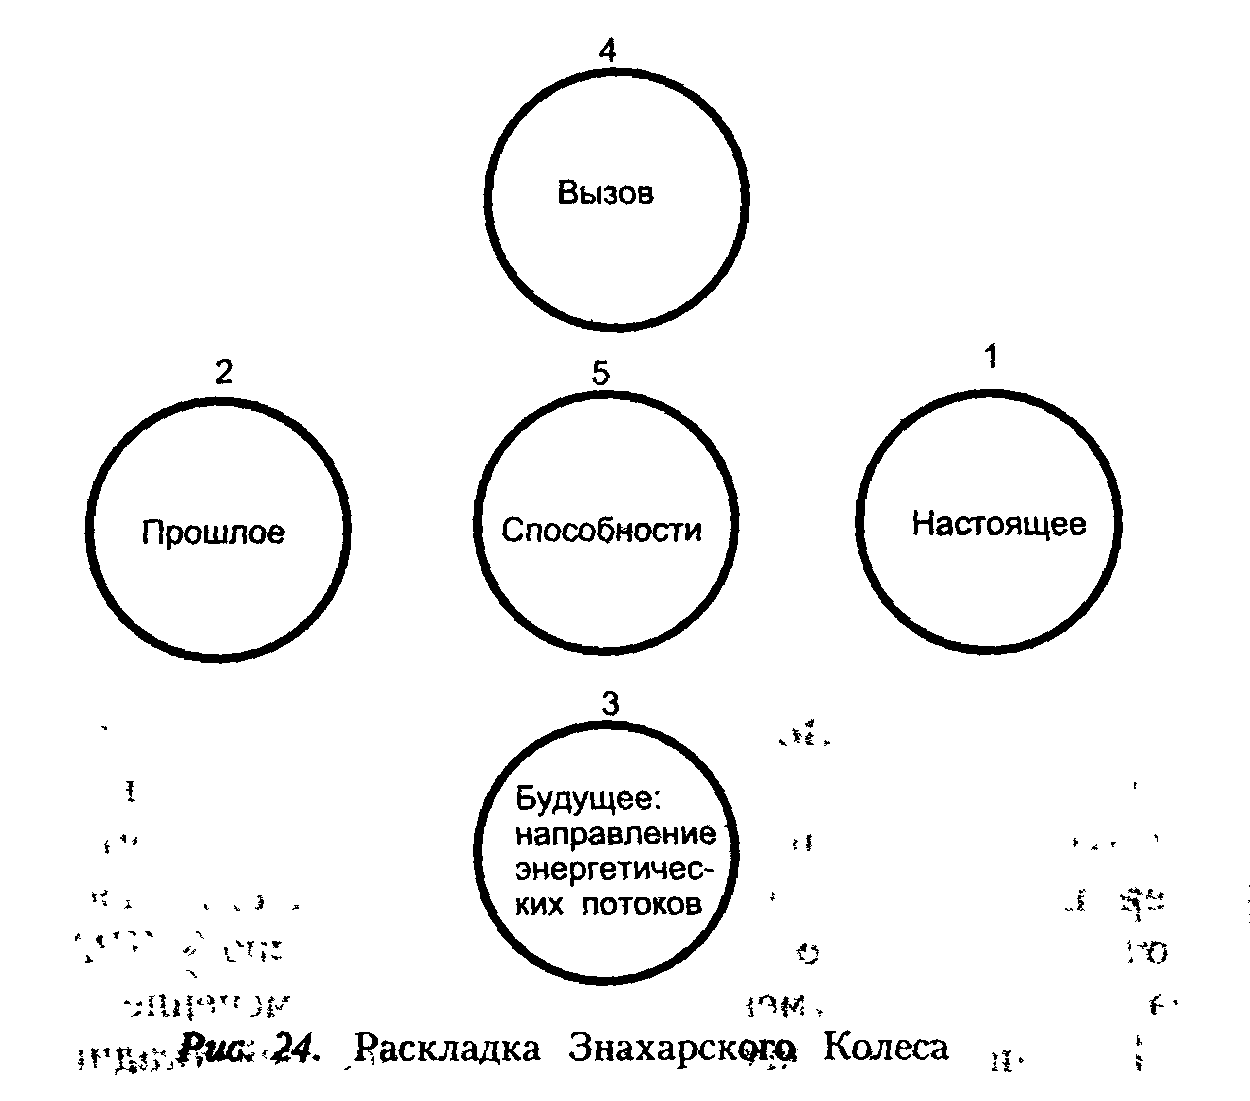 4
Вызов
2
5
1
Прошлое
Способности
Настоящее
3
Будущее:
направление
энергетичес-
ких потоков
Рис. 24. Раскладка Знахарского Колеса